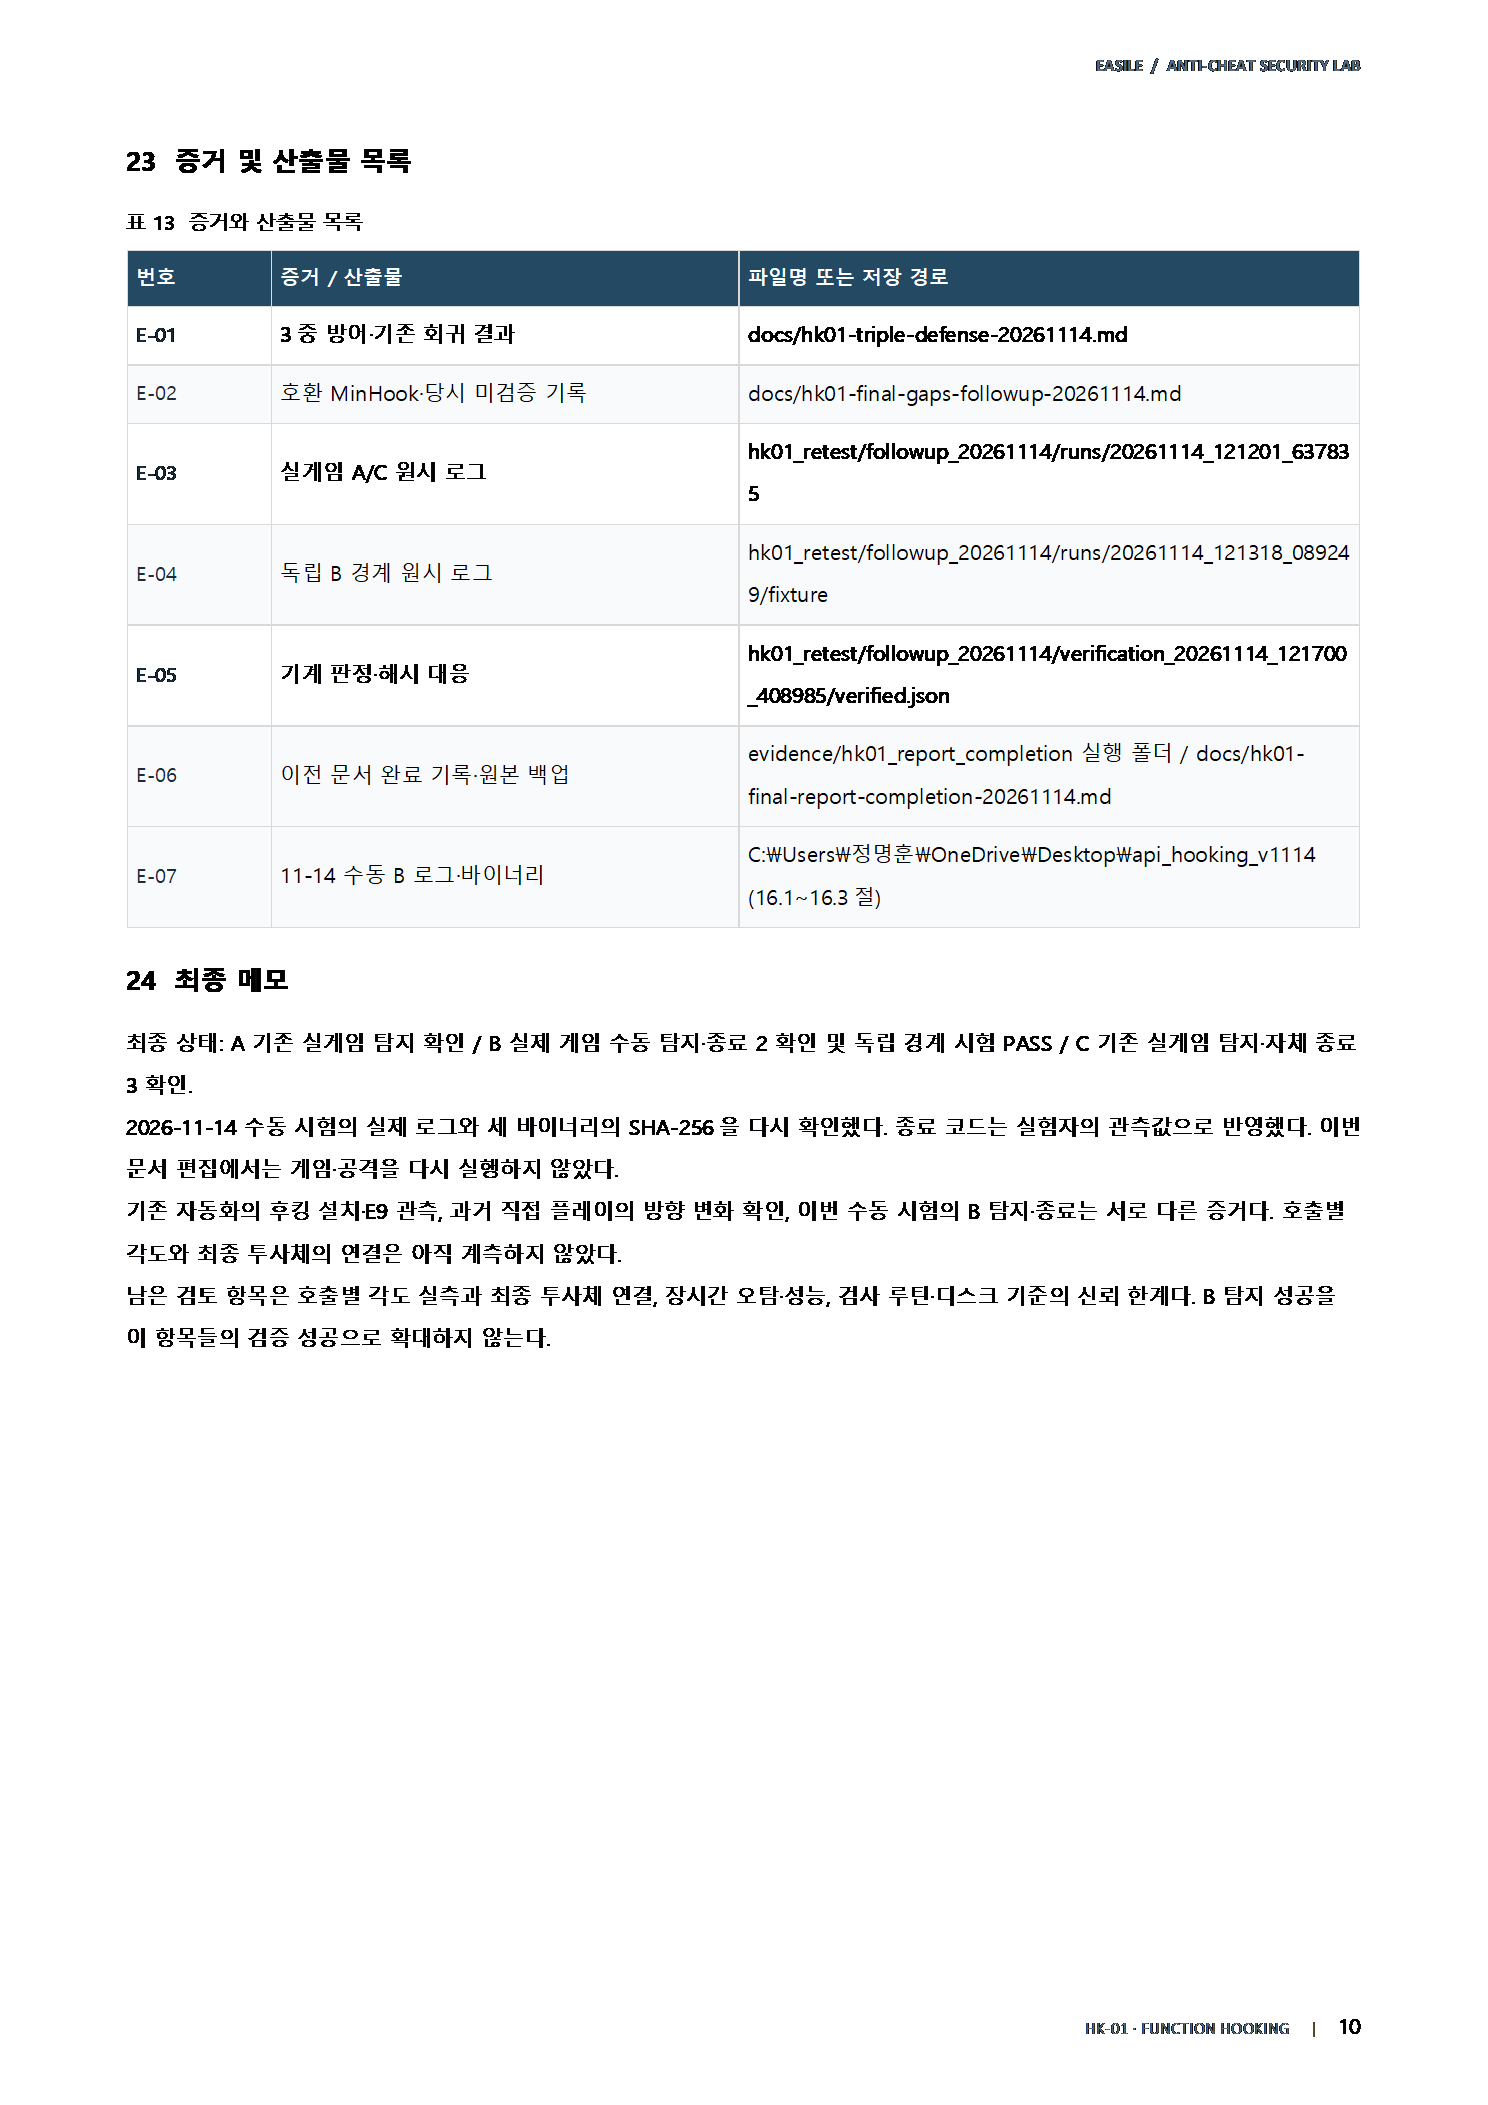 EASILE / ANTI-CHEAT SECURITY LAB
23 증거 및 산출물 목록
표 13 증거와 산출물 목록
번호 증거 / 산출물 파일명 또는 저장 경로
E-01 3 중 방어·기존 회귀 결과 docs/hk01-triple-defense-20261114.md
E-02 호환 MinHook·당시 미검증 기록 docs/hk01-final-gaps-followup-20261114.md
E-03 실게임 A/C 원시 로그 hk01_retest/followup_20261114/runs/20261114_121201_63783
5
E-04 독립 B 경계 원시 로그 hk01_retest/followup_20261114/runs/20261114_121318_08924
9/fixture
E-05 기계 판정·해시 대응 hk01_retest/followup_20261114/verification_20261114_121700
_408985/verified.json
E-06 이전 문서 완료 기록·원본 백업 evidence/hk01_report_completion 실행 폴더 / docs/hk01-
final-report-completion-20261114.md
E-07 11-14 수동 B 로그·바이너리 C:₩Users₩정명훈₩OneDrive₩Desktop₩api_hooking_v1114
(16.1~16.3 절)
24 최종 메모
최종 상태: A 기존 실게임 탐지 확인 / B 실제 게임 수동 탐지·종료 2 확인 및 독립 경계 시험 PASS / C 기존 실게임 탐지·자체 종료
3 확인.
2026-11-14 수동 시험의 실제 로그와 세 바이너리의 SHA-256 을 다시 확인했다. 종료 코드는 실험자의 관측값으로 반영했다. 이번
문서 편집에서는 게임·공격을 다시 실행하지 않았다.
기존 자동화의 후킹 설치·E9 관측, 과거 직접 플레이의 방향 변화 확인, 이번 수동 시험의 B 탐지·종료는 서로 다른 증거다. 호출별
각도와 최종 투사체의 연결은 아직 계측하지 않았다.
남은 검토 항목은 호출별 각도 실측과 최종 투사체 연결, 장시간 오탐·성능, 검사 루틴·디스크 기준의 신뢰 한계다. B 탐지 성공을
이 항목들의 검증 성공으로 확대하지 않는다.
HK-01 · FUNCTION HOOKING | 10